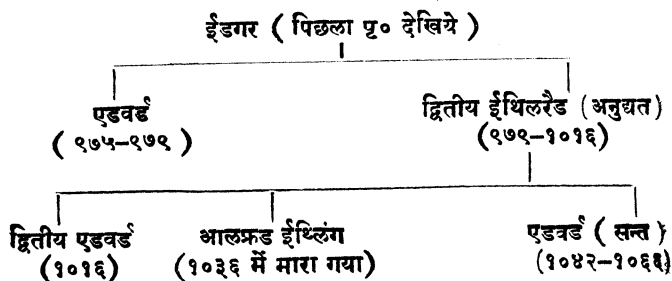 ईडगर ( पिछला पृ० देखिये )
एडवर्ड
( ९७५–९७९ )
द्वितीय ईथिलरैड (अनुद्यत)
(९७९–१०१६)
द्वितीय एडवर्ड
(१०१६)
आलफ्रड ईथ्लिंग
(१०३६ में मारा गया)
एडवर्ड ( सन्त )
(१०४२–१०६६)